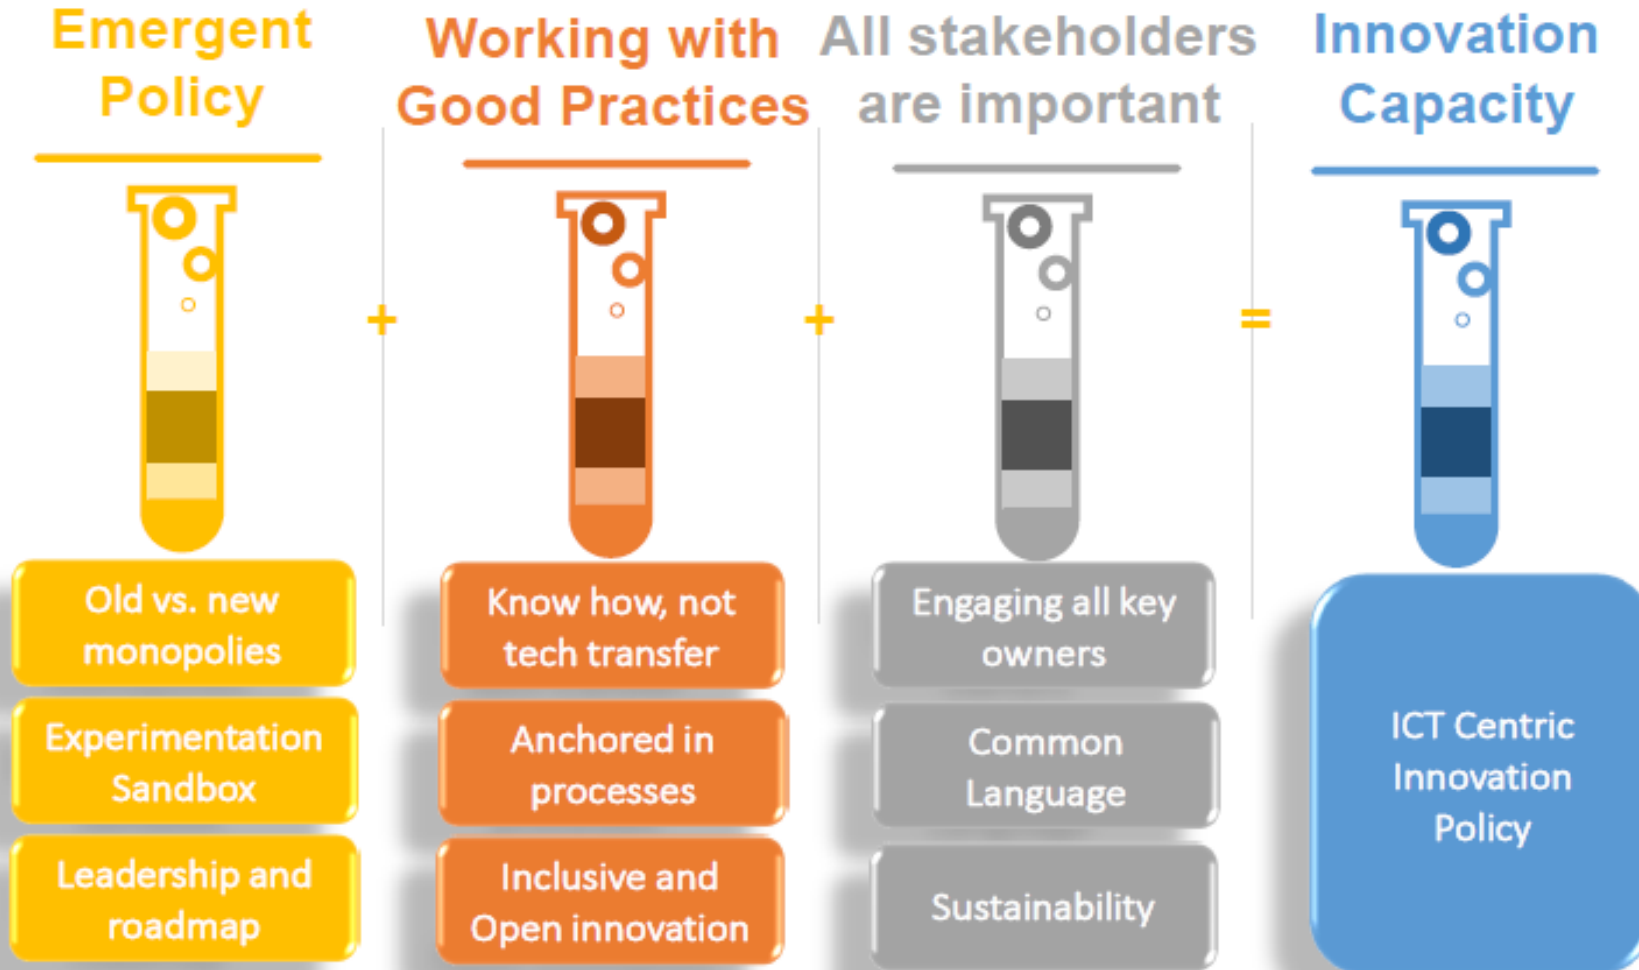 Emergent
Policy
Working with
Good Practices
All stakeholders
are important
Innovation
Capacity
+
+
=
Old vs. new
monopolies
Experimentation
Sandbox
Leadership and
roadmap
Know how, not
tech transfer
Anchored in
processes
Inclusive and
Open innovation
Engaging all key
owners
Common
Language
Sustainability
ICT Centric
Innovation
Policy